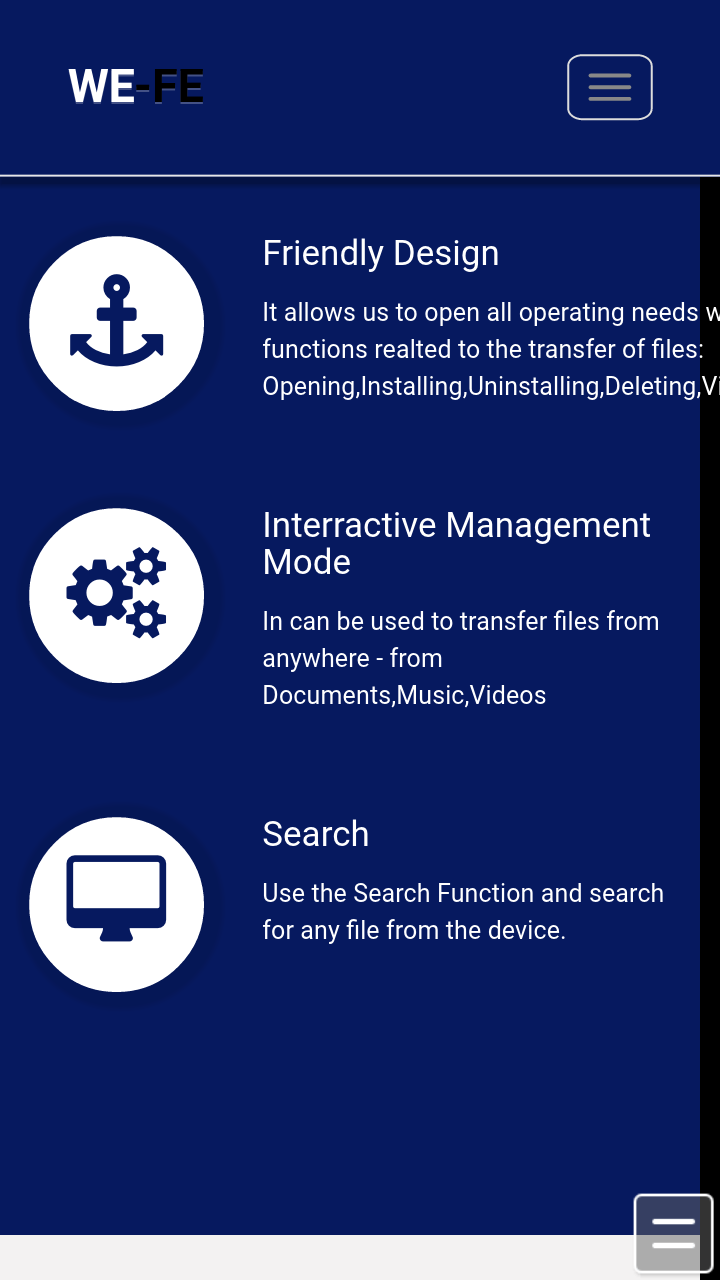 WE-FE
Friendly Design
It allows us to open all operating needs
functions realted to the transfer of files:
Opening,Installing,Uninstalling,Deleting,
Interractive Management
Mode
In can be used to transfer files from
anywhere - from
Documents,Music,Videos
Search
Use the Search Function and search
for any file from the device.